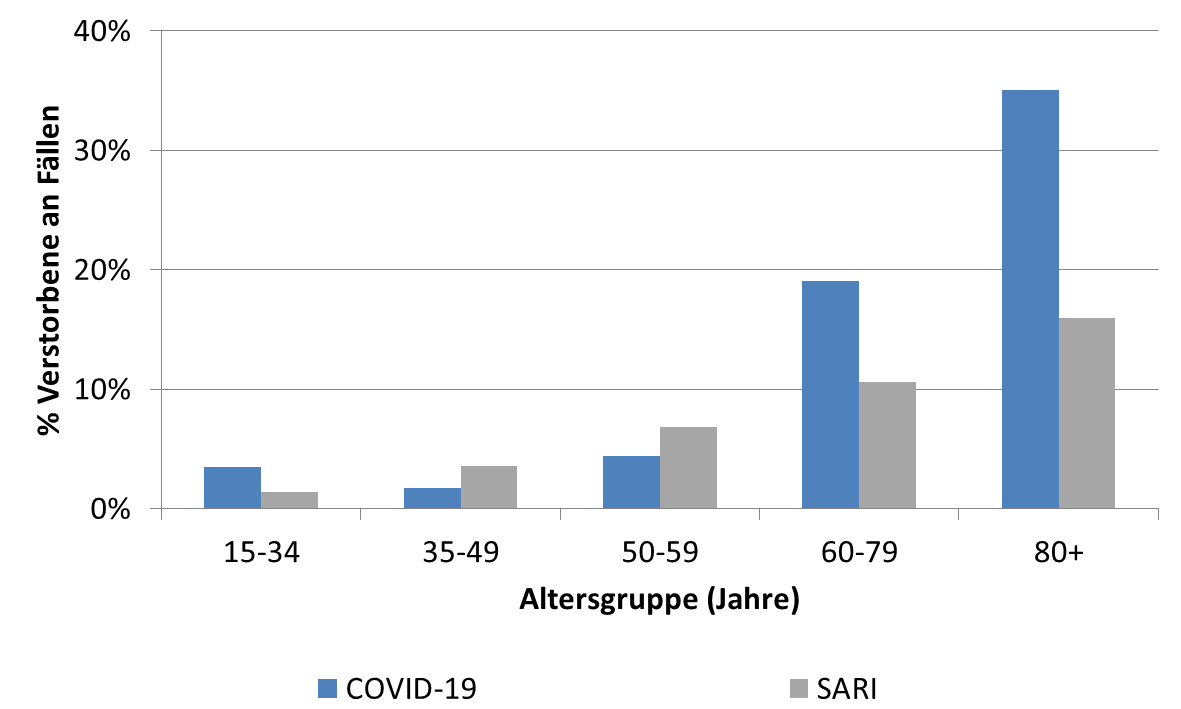 % Verstorbene an Fällen
40%
30%
20%
10%
0%
15-34 35-49 50-59 60-79 80+
Altersgruppe (Jahre)
COVID-19 SARI